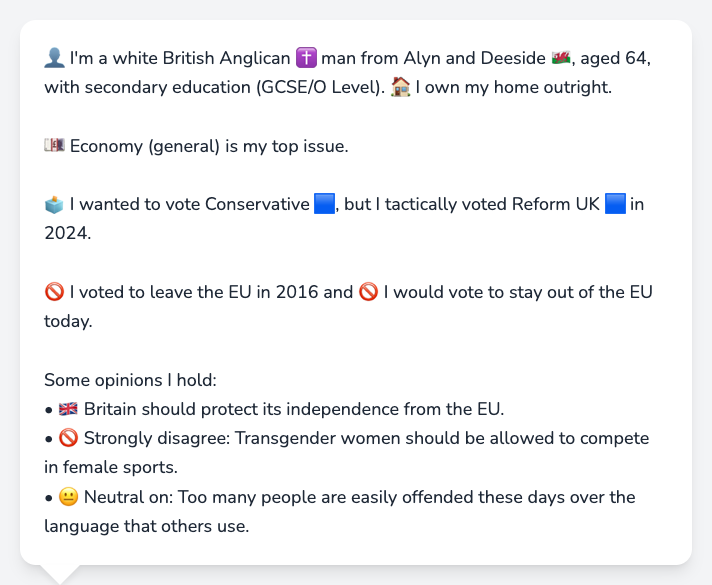 👤 I'm a white British Anglican ✝️ man from Alyn and Deeside 🏴󠁧󠁢󠁷󠁬󠁳󠁿, aged 64,
with secondary education (GCSE/O Level). 🏠 I own my home outright.
💷 Economy (general) is my top issue.
🗳️ I wanted to vote Conservative 🟦, but I tactically voted Reform UK 🟦 in
2024.
🚫 I voted to leave the EU in 2016 and 🚫 I would vote to stay out of the EU
today.
Some opinions I hold:
• 🇬🇧 Britain should protect its independence from the EU.
• 🚫 Strongly disagree: Transgender women should be allowed to compete
in female sports.
• 😐 Neutral on: Too many people are easily offended these days over the
language that others use.